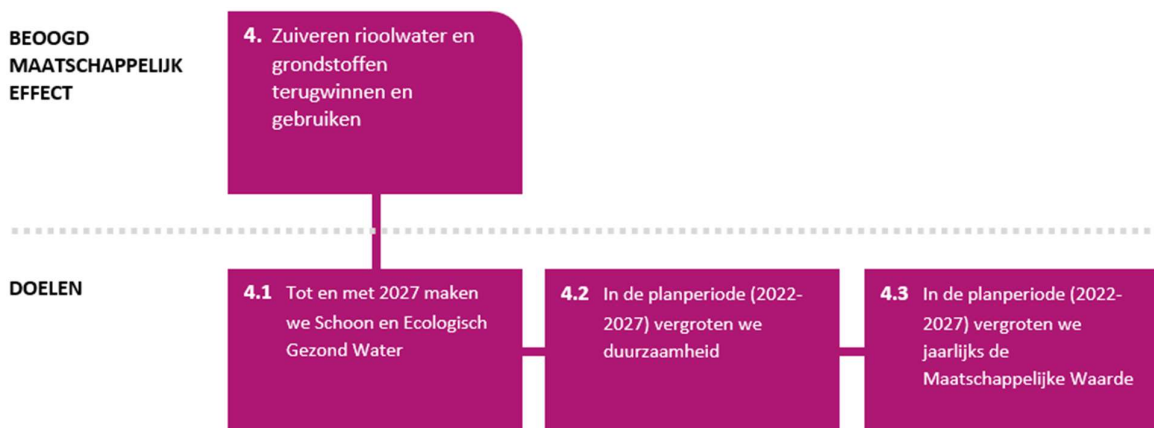 BEOOGD
MAATSCHAPPELIJK
EFFECT
4. Zuiveren rioolwater en
grondstoffen
terugwinnen en
gebruiken
DOELEN
4.1 Tot en met 2027 maken
we Schoon en Ecologisch
Gezond Water
4.2 In de planperiode (2022-
2027) vergroten we
duurzaamheid
4.3 In de planperiode (2022-
2027) vergroten we
jaarlijks de
Maatschappelijke Waarde